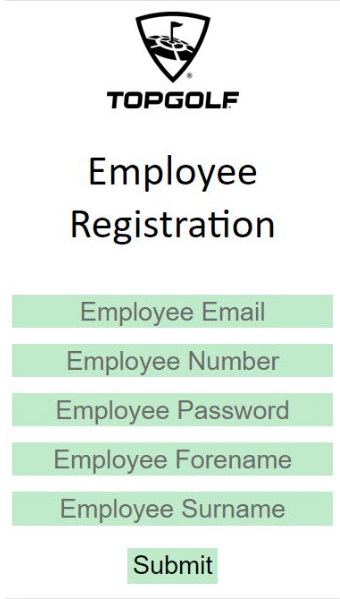 TOPGOLF
Employee
Registration
Employee Email
Employee Number
Employee Password
Employee Forename
Employee Surname
Submit